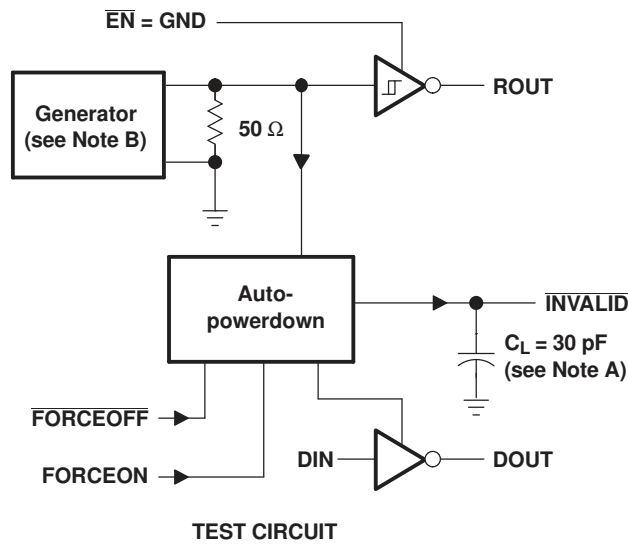 EN = GND
ROUT
Generator
(see Note B)
50 Ω
Auto-
powerdown
INVALID
CL = 30 pF
(see Note A)
FORCEOFF
FORCEON
DIN
DOUT
TEST CIRCUIT